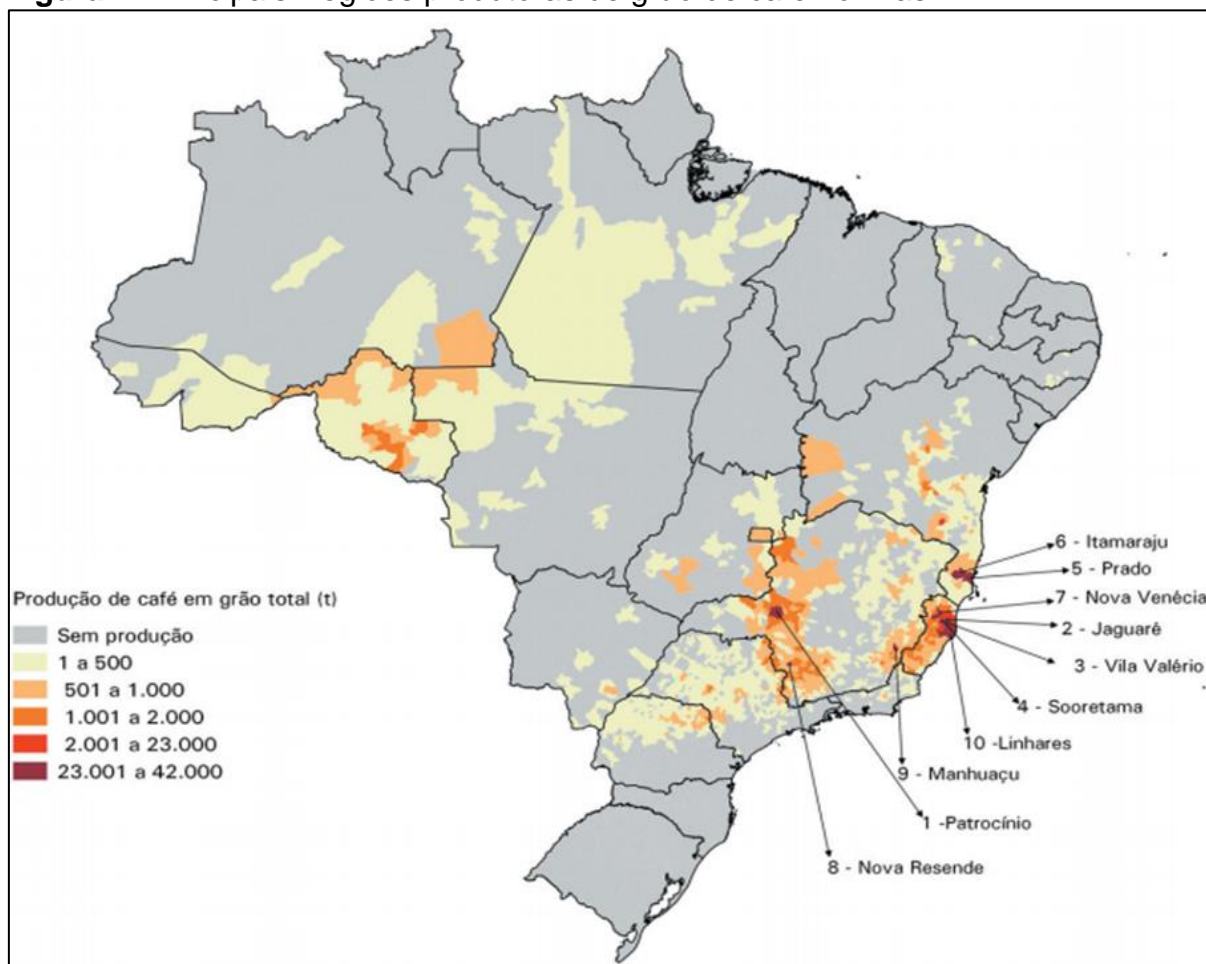 Produção de café em grão total (t)
Sem produção
1 a 500
501 a 1.000
1.001 a 2.000
2.001 a 23.000
23.001 a 42.000
6 - Itamaraju
5 - Prado
7 - Nova Venécia
2 - Jaguaré
3 - Vila Valério
4 - Sooretama
10 -Linhares
9 - Manhuaçu
1 -Patrocínio
8 - Nova Resende